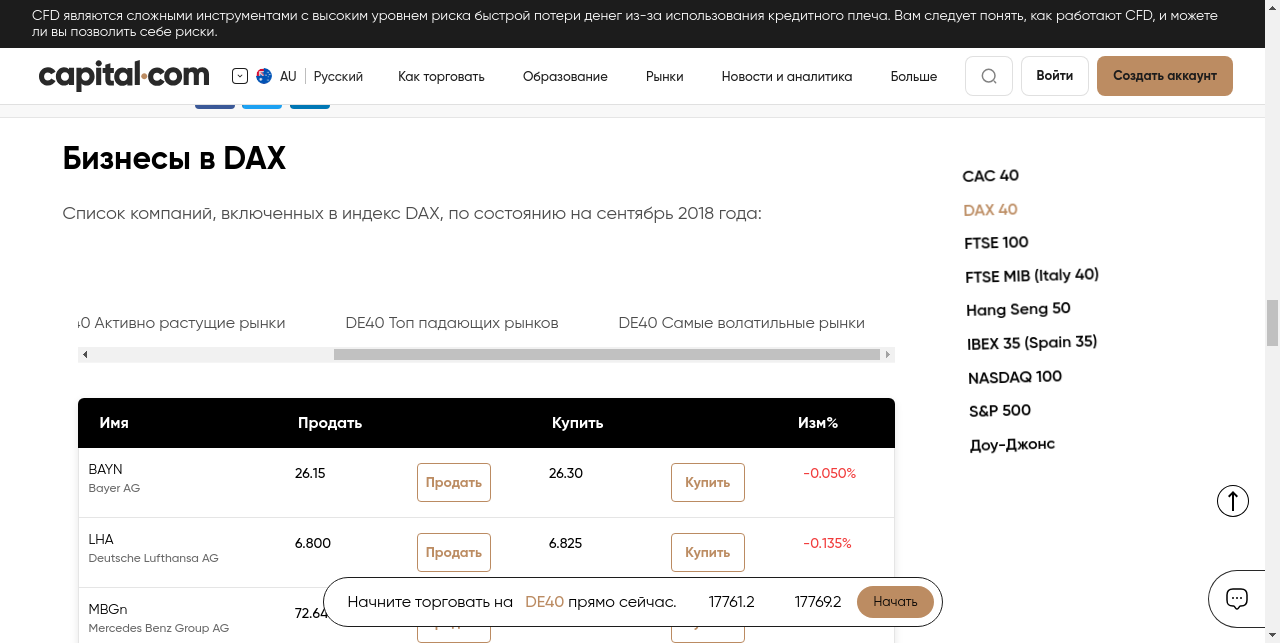 CFD являются сложными инструментами с высоким уровнем риска быстрой потери денег из-за использования кредитного плеча. Вам следует понять, как работают CFD, и можете
ли вы позволить себе риски.
capital.com AU Русский Как торговать Образование Рынки Новости и аналитика Больше Войти Создать аккаунт
Бизнесы в DAX
Список компаний, включенных в индекс DAX, по состоянию на сентябрь 2018 года:
CAC 40
DAX 40
FTSE 100
FTSE MIB (Italy 40)
Hang Seng 50
IBEX 35 (Spain 35)
NASDAQ 100
S&P 500
Доу-Джонс
40 Активно растущие рынки DE40 Топ падающих рынков DE40 Самые волатильные рынки
Имя Продать Купить Изм%
BAYN 26.15 Продать 26.30 Купить -0.050%
Bayer AG
LHA 6.800 Продать 6.825 Купить -0.135%
Deutsche Lufthansa AG
MBGn 72.64
Mercedes Benz Group AG
Начните торговать на DE40 прямо сейчас. 17761.2 17769.2 Начать